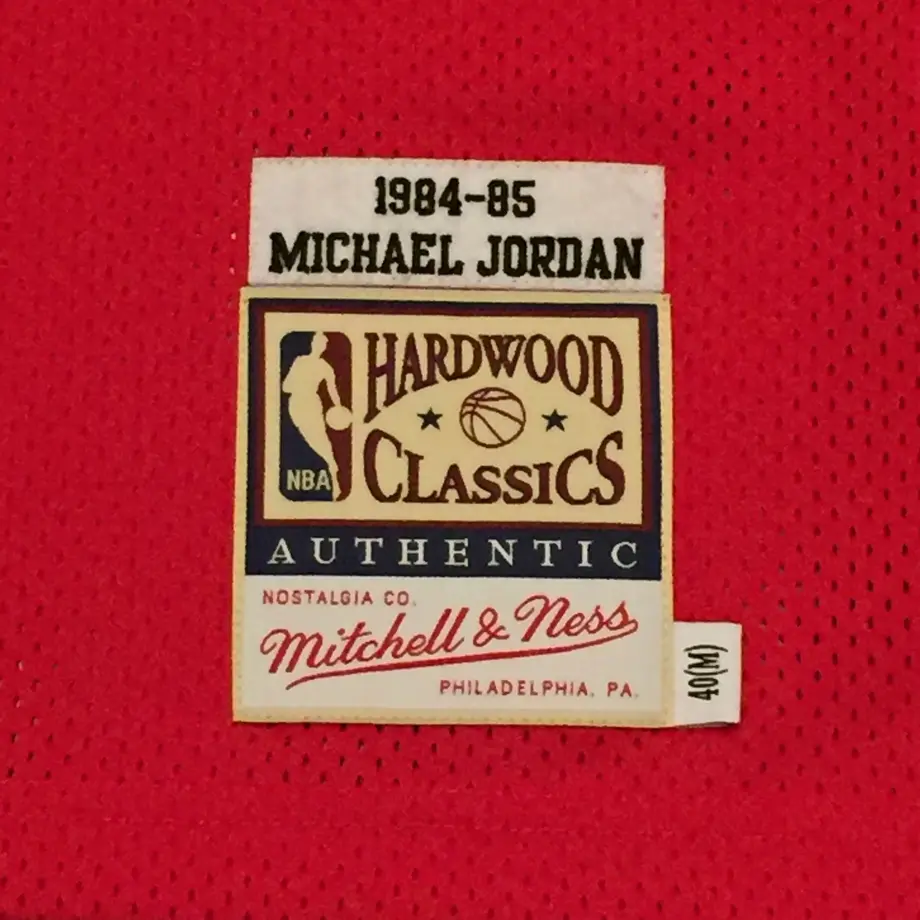 1984-85
MICHAEL JORDAN
HARDWOOD
CLASSICS
NBA
AUTHENTIC
NOSTALGIA CO.
Mitchell & Ness
PHILADELPHIA, PA.
40(M)